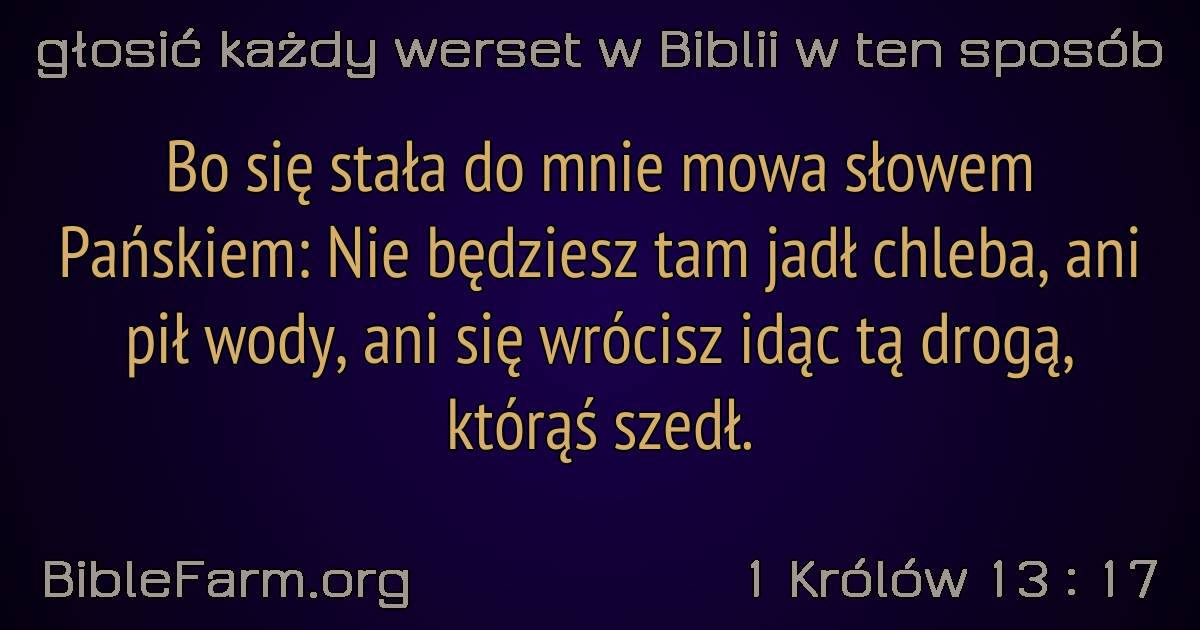 głosić każdy werset w Biblii w ten sposób
Bo się stała do mnie mowa słowem
Pańskiem: Nie będziesz tam jadł chleba, ani
pił wody, ani się wrócisz idąc tą drogą,
którąś szedł.
BibleFarm.org
1 Królów 13 : 17